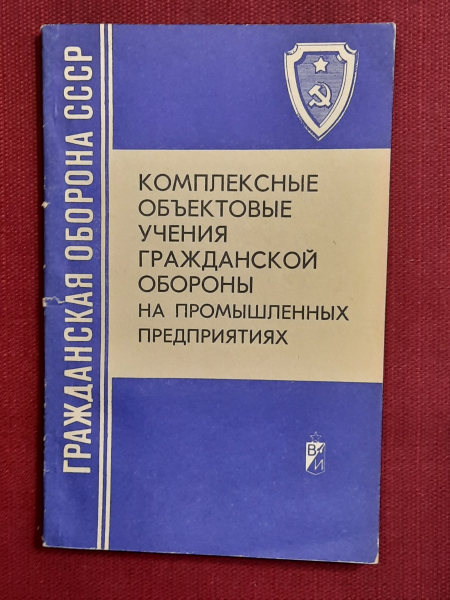 ГРАЖДАНСКАЯ ОБОРОНА СССР
КОМПЛЕКСНЫЕ
ОБЪЕКТОВЫЕ
УЧЕНИЯ
ГРАЖДАНСКОЙ
ОБОРОНЫ
НА ПРОМЫШЛЕННЫХ
ПРЕДПРИЯТИЯХ
В
И